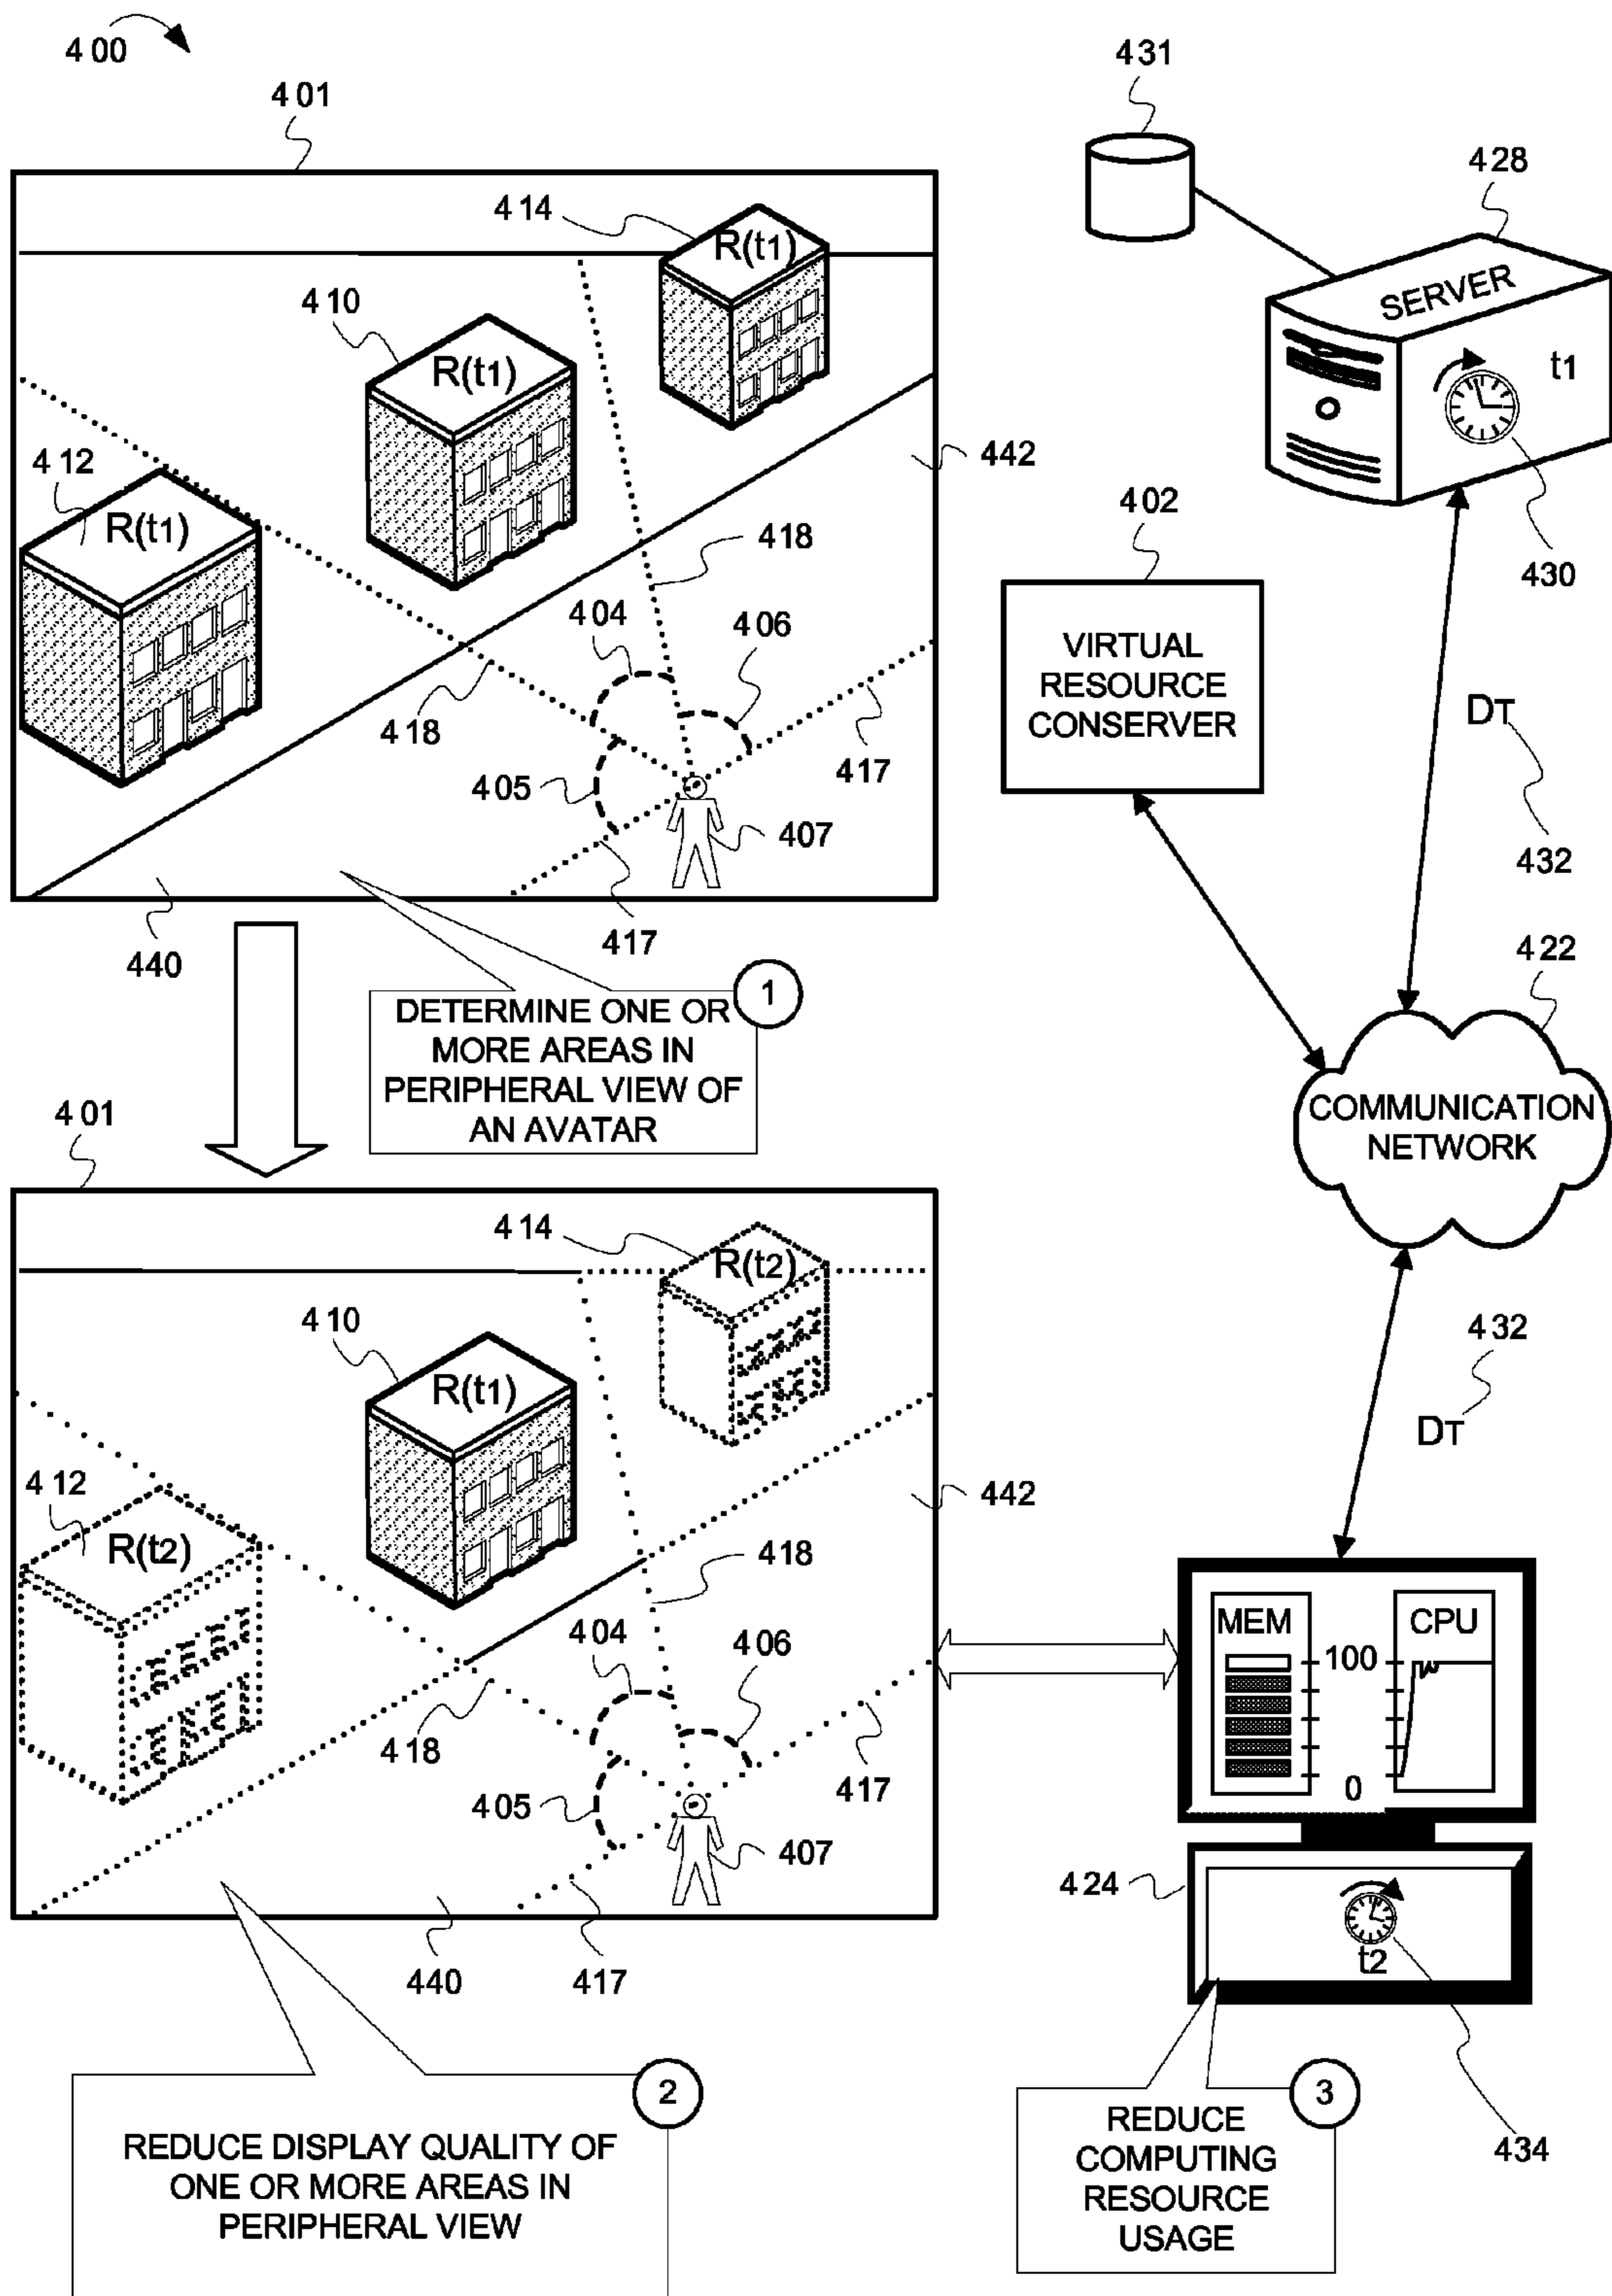 400
401
431
428
414
R(t1)
SERVER
410
R(t1)
t1
442
412
R(t1)
402
418
430
404
406
VIRTUAL
RESOURCE
CONSERVER
418
DT
417
405
407
432
417
440
422
1
DETERMINE ONE OR
MORE AREAS IN
PERIPHERAL VIEW OF
AN AVATAR
COMMUNICATION
NETWORK
401
414
R(t2)
410
R(t1)
432
DT
442
412
R(t2)
418
404
406
MEM
CPU
100
418
417
0
405
407
424
t2
440
417
2
REDUCE DISPLAY QUALITY OF
ONE OR MORE AREAS IN
PERIPHERAL VIEW
3
REDUCE
COMPUTING
RESOURCE
USAGE
434